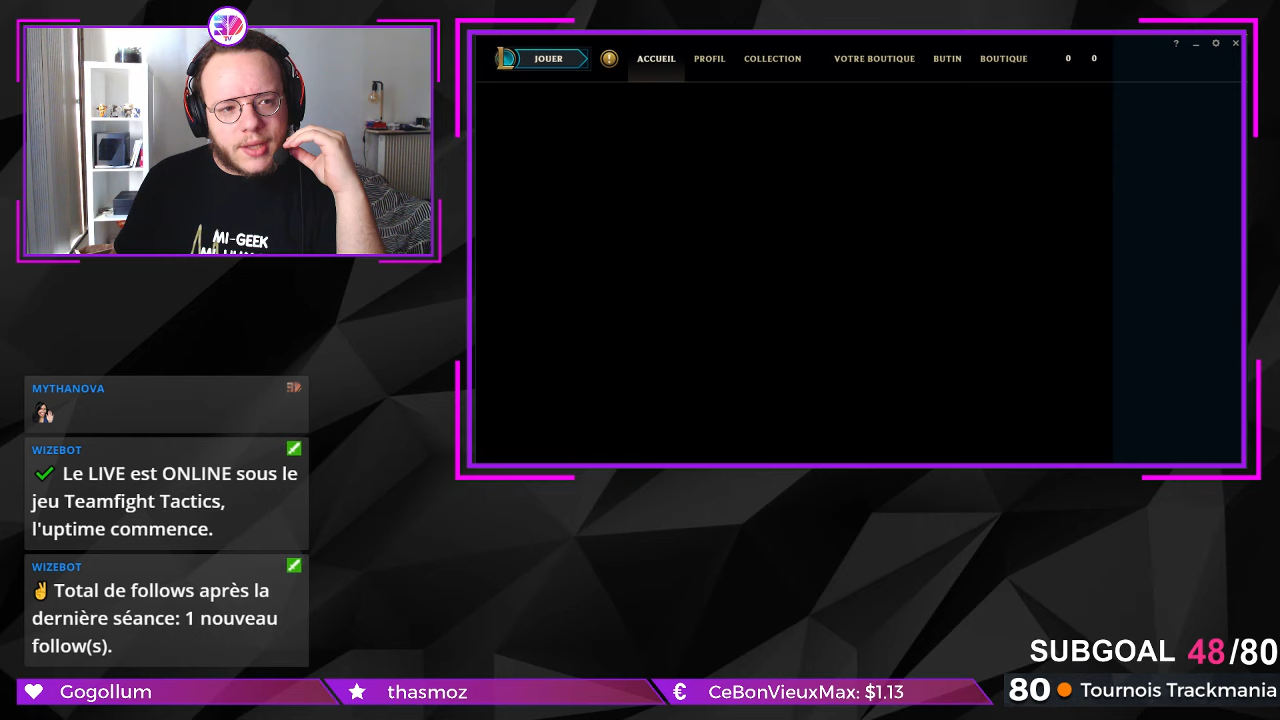 TV
MI-GEEK
JOUER
ACCUEIL
PROFIL
COLLECTION
VOTRE BOUTIQUE
BUTIN
BOUTIQUE
0
0
?
MYTHANOVA
WIZEBOT
Le LIVE est ONLINE sous le
jeu Teamfight Tactics,
l'uptime commence.
WIZEBOT
Total de follows après la
dernière séance: 1 nouveau
follow(s).
SUBGOAL 48/80
80 Tournois Trackmania
Gogollum
thasmoz
€ CeBonVieuxMax: $1.13